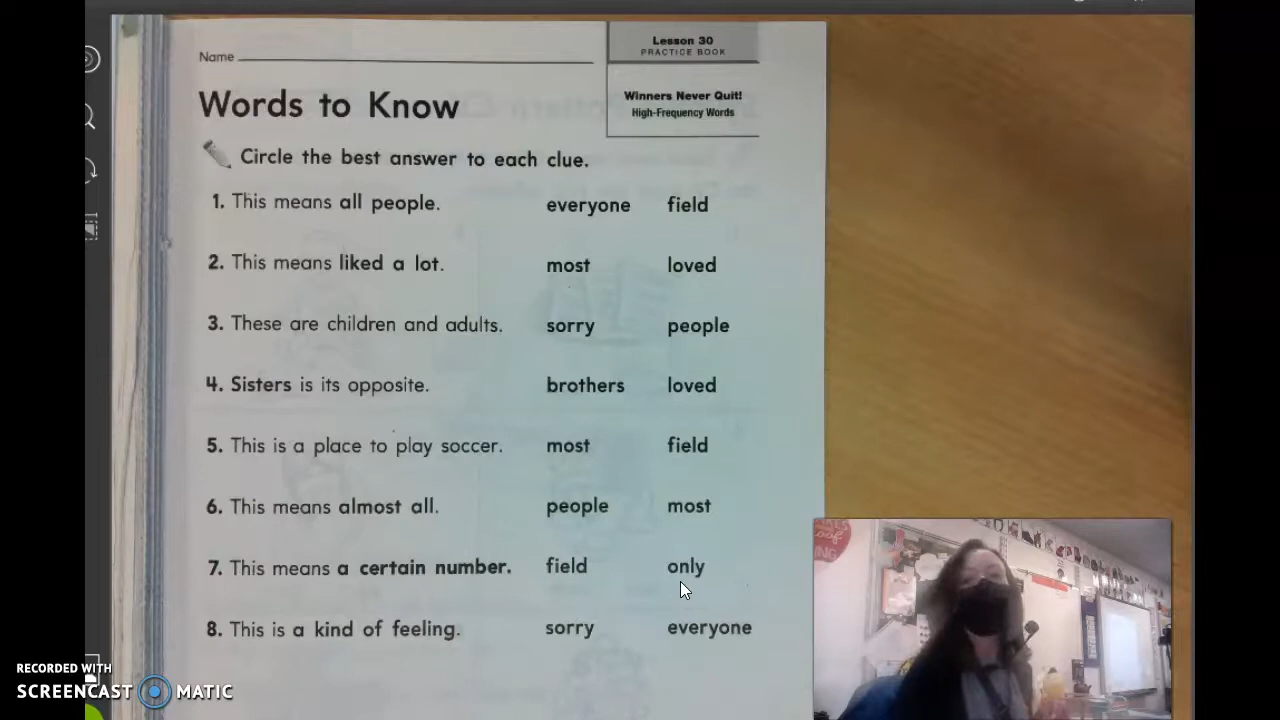 Name
Lesson 30
PRACTICE BOOK
Winners Never Quit!
High-Frequency Words
Words to Know
Circle the best answer to each clue.
1. This means all people. everyone field
2. This means liked a lot. most loved
3. These are children and adults. sorry people
4. Sisters is its opposite. brothers loved
5. This is a place to play soccer. most field
6. This means almost all. people most
7. This means a certain number. field only
8. This is a kind of feeling. sorry everyone
RECORDED WITH
SCREENCAST MATIC